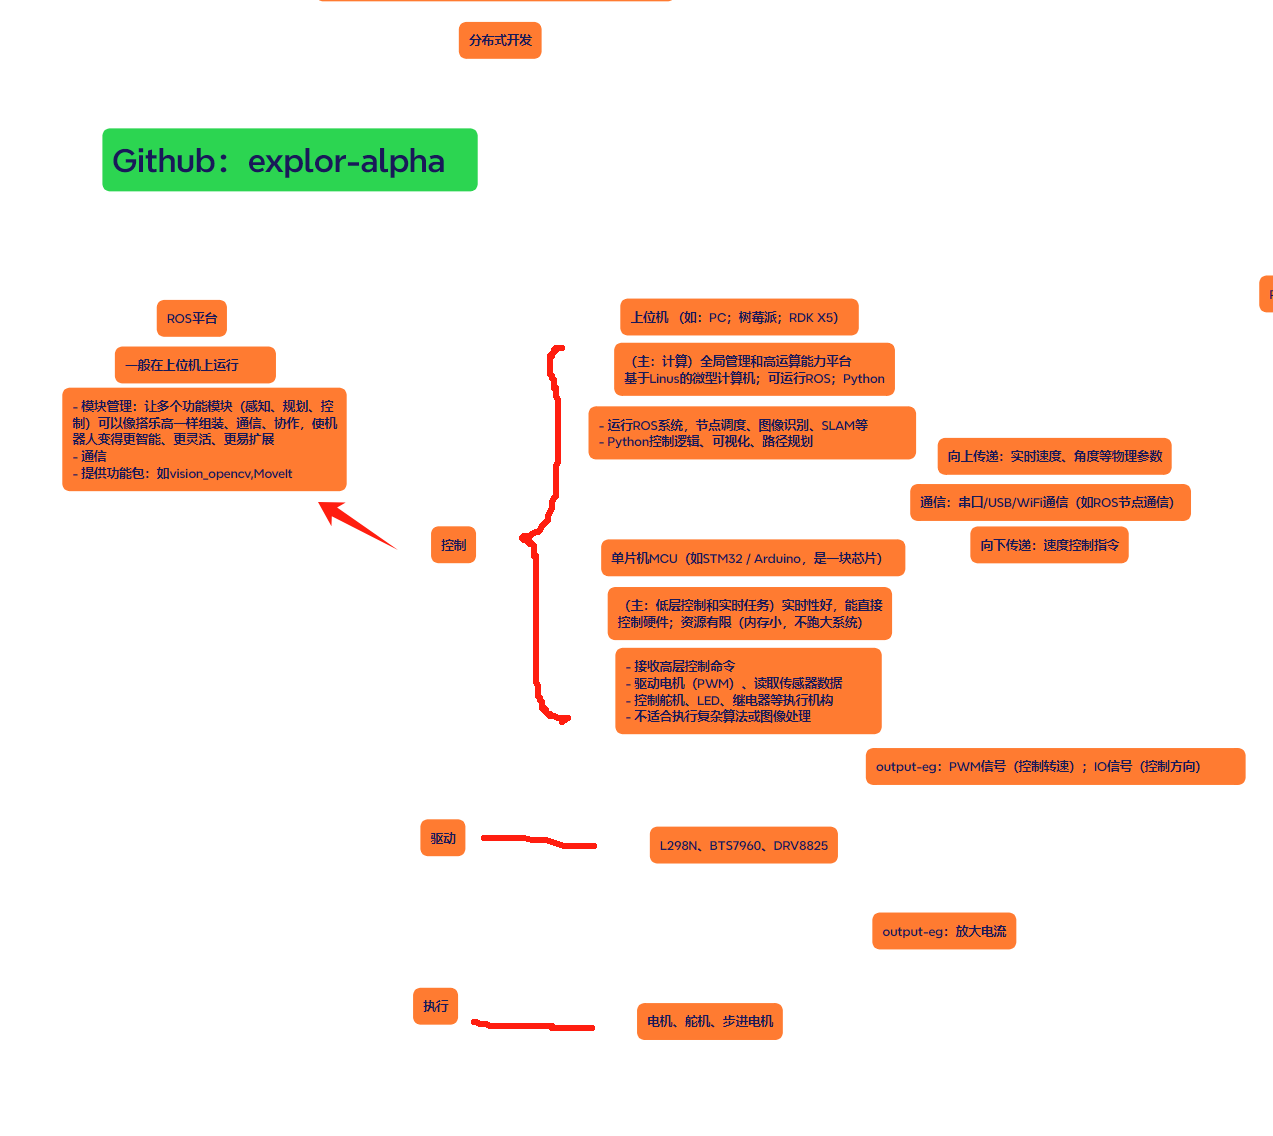 分布式开发
Github：explor-alpha
ROS平台
一般在上位机上运行
- 模块管理：让多个功能模块（感知、规划、控
制）可以像搭乐高一样组装、通信、协作，使机
器人变得更智能、更灵活、更易扩展
- 通信
- 提供功能包：如vision_opencv,MoveIt
控制
上位机 （如：PC；树莓派；RDK X5）
（主：计算）全局管理和高运算能力平台
基于Linus的微型计算机；可运行ROS；Python
- 运行ROS系统，节点调度、图像识别、SLAM等
- Python控制逻辑、可视化、路径规划
向上传递：实时速度、角度等物理参数
通信：串口/USB/WiFi通信（如ROS节点通信）
向下传递：速度控制指令
单片机MCU（如STM32 / Arduino，是一块芯片）
（主：低层控制和实时任务）实时性好，能直接
控制硬件；资源有限（内存小，不跑大系统）
- 接收高层控制命令
- 驱动电机（PWM）、读取传感器数据
- 控制舵机、LED、继电器等执行机构
- 不适合执行复杂算法或图像处理
output-eg：PWM信号（控制转速）；IO信号（控制方向）
驱动
L298N、BTS7960、DRV8825
output-eg：放大电流
执行
电机、舵机、步进电机